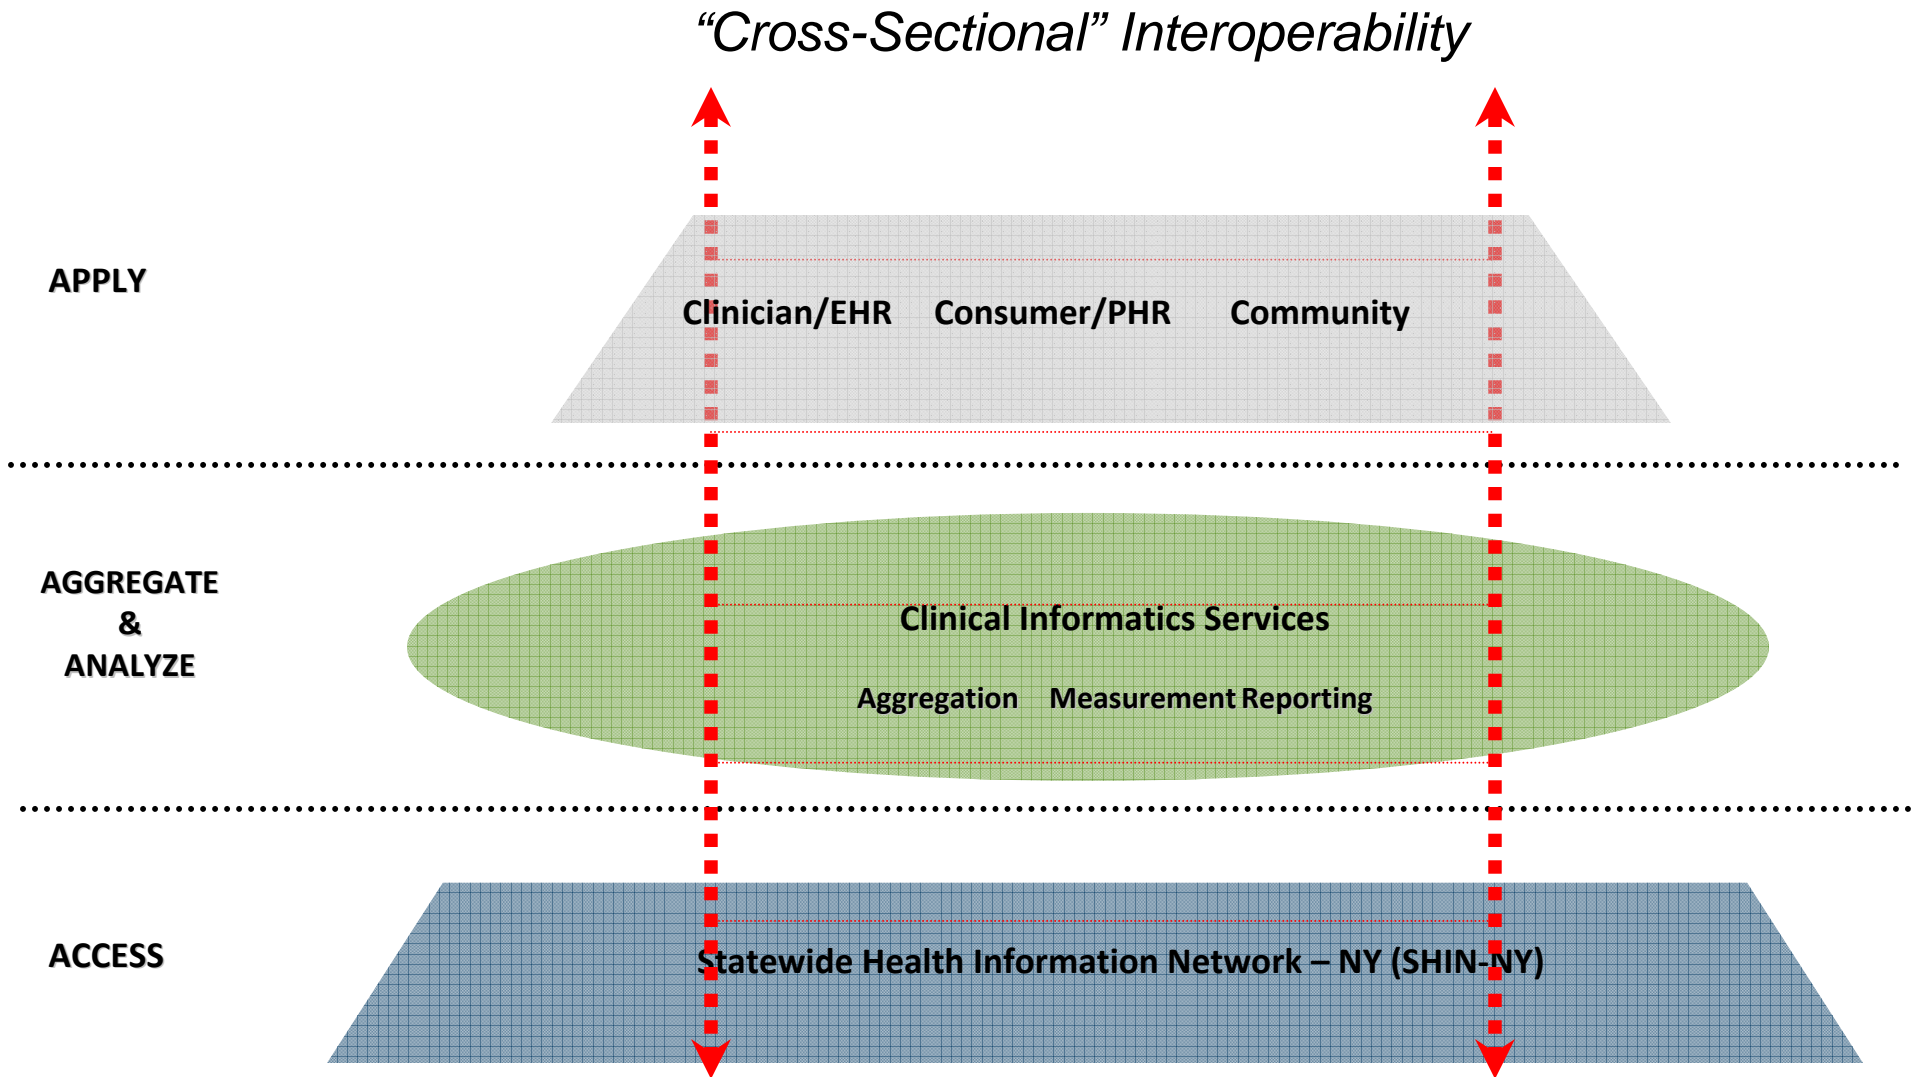 “Cross-Sectional” Interoperability
APPLY
Clinician/EHR Consumer/PHR Community
AGGREGATE
&
ANALYZE
Clinical Informatics Services
Aggregation Measurement Reporting
ACCESS
Statewide Health Information Network – NY (SHIN-NY)